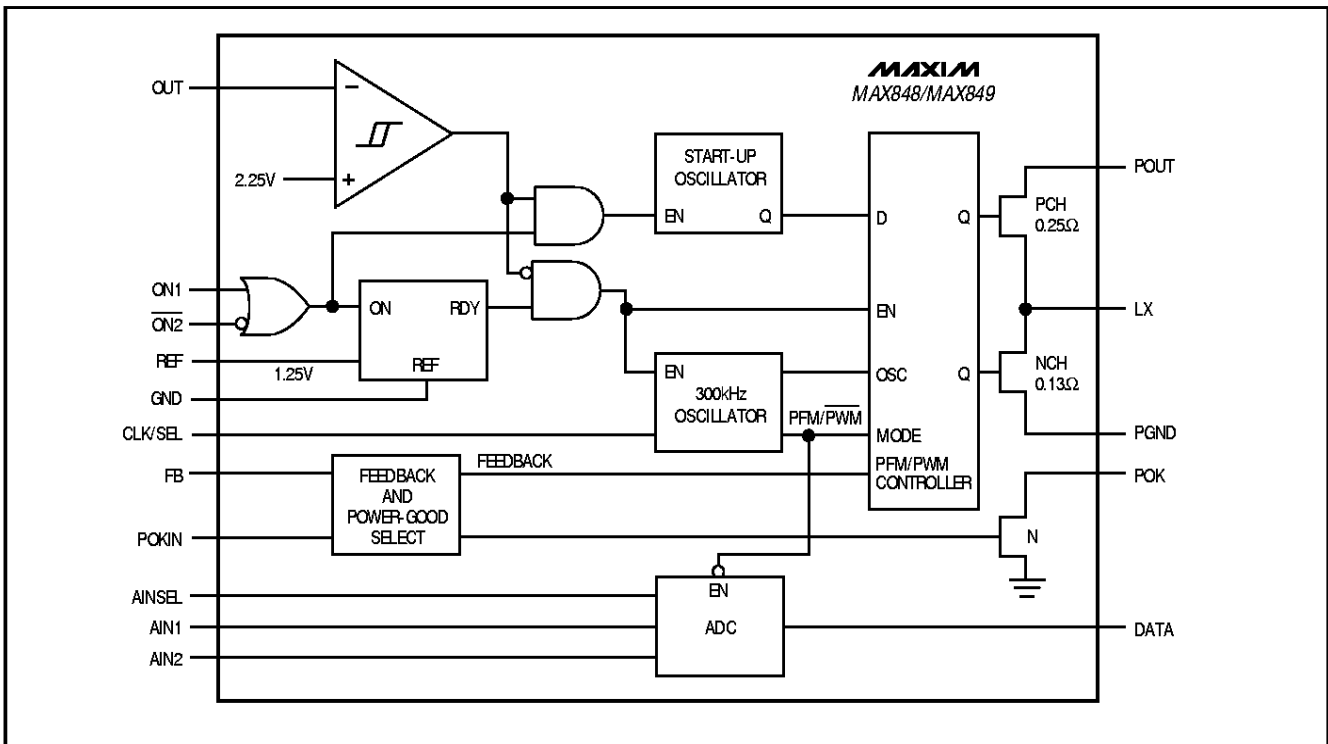 MAXIM
MAX848/MAX849
OUT
−
2.25V
+
START-UP
OSCILLATOR
EN
Q
D
Q
PCH
0.25Ω
POUT
ON1
ON2
ON
RDY
REF
REF
1.25V
GND
EN
LX
EN
300kHz
OSCILLATOR
OSC
Q
NCH
0.13Ω
CLK/SEL
PFM/PWM
MODE
PGND
FB
FEEDBACK
AND
POWER-GOOD
SELECT
FEEDBACK
PFM/PWM
CONTROLLER
POK
POKIN
N
AINSEL
AIN1
AIN2
EN
ADC
DATA